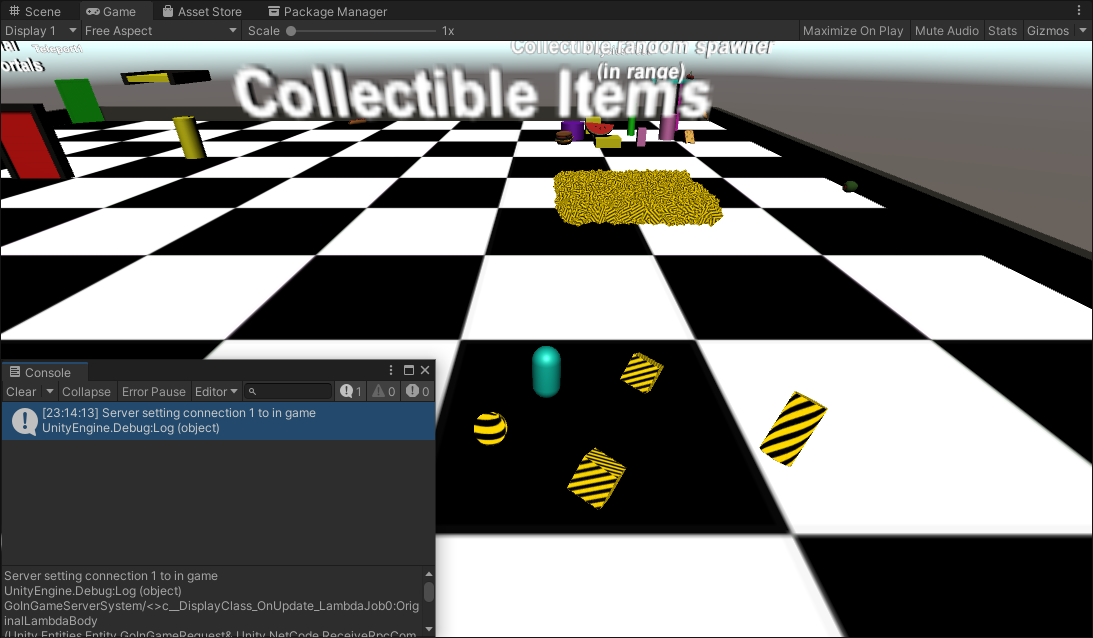 Scene Game Asset Store Package Manager
Display 1 Free Aspect Scale 1x Maximize On Play Mute Audio Stats Gizmos
Teleport
ortals
Collectible random spawner
(in range)
Collectible Items
Console
Clear Collapse Error Pause Editor 1 0 0
[23:14:13] Server setting connection 1 to in game
UnityEngine.Debug:Log (object)
Server setting connection 1 to in game
UnityEngine.Debug:Log (object)
GoInGameServerSystem/<>c__DisplayClass_OnUpdate_LambdaJob0:Orig
inalLambdaBody
(Unity.Entities.Entity,GoInGameRequest&,Unity.NetCode.ReceiveRpcCom